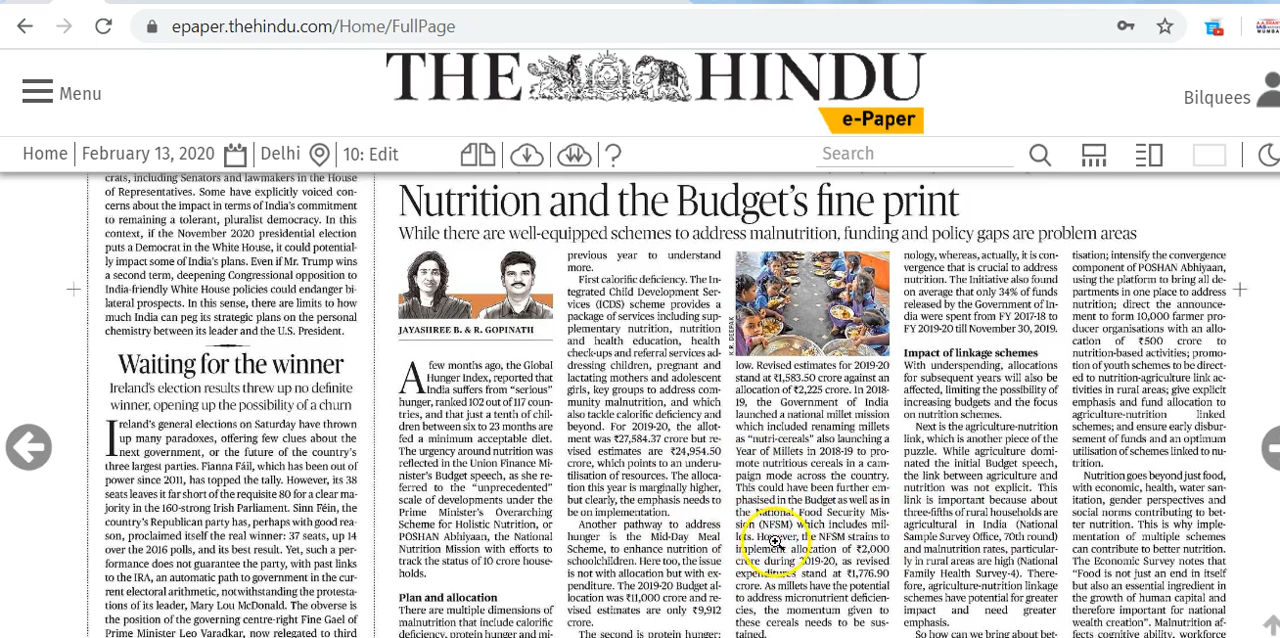 epaper.thehindu.com/Home/FullPage
Menu
THE HINDU
e-Paper
Bilquees
Home
February 13, 2020
Delhi
10: Edit
?
Search
crats, including Senators and lawmakers in the House
of Representatives. Some have explicitly voiced con-
cerns about the impact in terms of India's commitment
to remaining a tolerant, pluralist democracy. In this
context, if the November 2020 presidential election
puts a Democrat in the White House, it could potential-
ly impact some of India's plans. Even if Mr. Trump wins
a second term, deepening Congressional opposition to
India-friendly White House policies could endanger bi-
lateral prospects. In this sense, there are limits to how
much India can peg its strategic plans on the personal
chemistry between its leader and the U.S. President.
Waiting for the winner
Ireland's election results threw up no definite
winner, opening up the possibility of a churn
Ireland's general elections on Saturday have thrown
up many paradoxes, offering few clues about the
next government, or the future of the country's
three largest parties. Fianna Fáil, which has been out of
power since 2011, has topped the tally. However, its 38
seats leaves it far short of the requisite 80 for a clear ma-
jority in the 160-strong Irish Parliament. Sinn Féin, the
country's Republican party has, perhaps with good rea-
son, proclaimed itself the real winner: 37 seats, up 14
over the 2016 polls, and its best result. Yet, such a per-
formance does not guarantee the party, with past links
to the IRA, an automatic path to government in the cur-
rent electoral arithmetic, notwithstanding the protesta-
tions of its leader, Mary Lou McDonald. The obverse is
the position of the governing centre-right Fine Gael of
Prime Minister Leo Varadkar, now relegated to third
Nutrition and the Budget's fine print
While there are well-equipped schemes to address malnutrition, funding and policy gaps are problem areas
JAYASHREE B. & R. GOPINATH
A few months ago, the Global
Hunger Index, reported that
India suffers from "serious"
hunger, ranked 102 out of 117 coun-
tries, and that just a tenth of chil-
dren between six to 23 months are
fed a minimum acceptable diet.
The urgency around nutrition was
reflected in the Union Finance Mi-
nister's Budget speech, as she re-
ferred to the "unprecedented"
scale of developments under the
Prime Minister's Overarching
Scheme for Holistic Nutrition, or
POSHAN Abhiyaan, the National
Nutrition Mission with efforts to
track the status of 10 crore house-
holds.
Plan and allocation
There are multiple dimensions of
malnutrition that include calorific
deficiency, protein hunger and mi-
previous year to understand
more.
First calorific deficiency. The In-
tegrated Child Development Ser-
vices (ICDS) scheme provides a
package of services including sup-
plementary nutrition, nutrition
and health education, health
check-ups and referral services ad-
dressing children, pregnant and
lactating mothers and adolescent
girls, key groups to address com-
munity malnutrition, and which
also tackle calorific deficiency and
beyond. For 2019-20, the allot-
ment was ₹27,584.37 crore but re-
vised estimates are ₹24,954.50
crore, which points to an underu-
tilisation of resources. The alloca-
tion this year is marginally higher,
but clearly, the emphasis needs to
be on implementation.
Another pathway to address
hunger is the Mid-Day Meal
Scheme, to enhance nutrition of
schoolchildren. Here too, the issue
is not with allocation but with ex-
penditure. The 2019-20 Budget al-
location was ₹11,000 crore and re-
vised estimates are only ₹9,912
crore.
The second is protein hunger:
K.R. DEEPAK
low. Revised estimates for 2019-20
stand at ₹1,583.50 crore against an
allocation of ₹2,225 crore. In 2018-
19, the Government of India
launched a national millet mission
which included renaming millets
as "nutri-cereals" also launching a
Year of Millets in 2018-19 to pro-
mote nutritious cereals in a cam-
paign mode across the country.
This could have been further em-
phasised in the Budget as well as in
the National Food Security Mis-
sion (NFSM) which includes mil-
lets. However, the NFSM strains to
implement allocation of ₹2,000
crore during 2019-20, as revised
expenditures stand at ₹1,776.90
crore. As millets have the potential
to address micronutrient deficien-
cies, the momentum given to
these cereals needs to be sus-
tained.
nology, whereas, actually, it is con-
vergence that is crucial to address
nutrition. The Initiative also found
on average that only 34% of funds
released by the Government of In-
dia were spent from FY 2017-18 to
FY 2019-20 till November 30, 2019.
Impact of linkage schemes
With underspending, allocations
for subsequent years will also be
affected, limiting the possibility of
increasing budgets and the focus
on nutrition schemes.
Next is the agriculture-nutrition
link, which is another piece of the
puzzle. While agriculture domi-
nated the initial Budget speech,
the link between agriculture and
nutrition was not explicit. This
link is important because about
three-fifths of rural households are
agricultural in India (National
Sample Survey Office, 70th round)
and malnutrition rates, particular-
ly in rural areas are high (National
Family Health Survey-4). There-
fore, agriculture-nutrition linkage
schemes have potential for greater
impact and need greater
emphasis.
So how can we bring about bet-
tisation; intensify the convergence
component of POSHAN Abhiyaan,
using the platform to bring all de-
partments in one place to address
nutrition; direct the announce-
ment to form 10,000 farmer pro-
ducer organisations with an allo-
cation of ₹500 crore to
nutrition-based activities; promo-
tion of youth schemes to be direct-
ed to nutrition-agriculture link ac-
tivities in rural areas; give explicit
emphasis and fund allocation to
agriculture-nutrition linked
schemes; and ensure early disbur-
sement of funds and an optimum
utilisation of schemes linked to nu-
trition.
Nutrition goes beyond just food,
with economic, health, water san-
itation, gender perspectives and
social norms contributing to bet-
ter nutrition. This is why imple-
mentation of multiple schemes
can contribute to better nutrition.
The Economic Survey notes that
"Food is not just an end in itself
but also an essential ingredient in
the growth of human capital and
therefore important for national
wealth creation". Malnutrition af-
fects cognitive ability, workforce